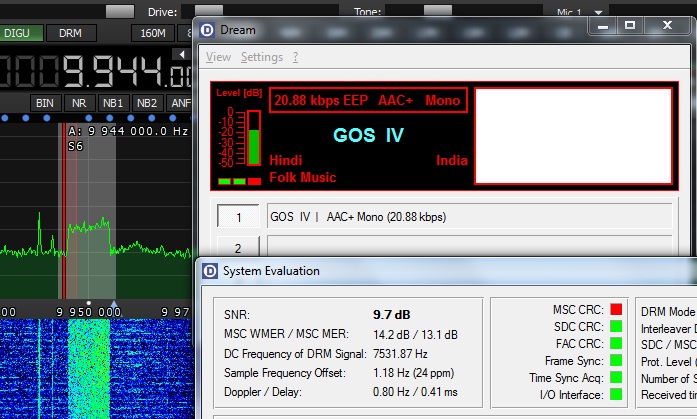 Drive:
Tone:
Mic 1
DIGU
DRM
160M
8
Dream
View Settings ?
9.944.00
BIN NR NB1 NB2 ANF
A: 9 944 000.0 Hz
S6
Level [dB]
0
-10
-20
-30
-40
-50
20.88 kbps EEP AAC+ Mono
GOS IV
Hindi
India
Folk Music
1
GOS IV | AAC+ Mono (20.88 kbps)
2
System Evaluation
00
9 950 000
9 97
SNR: 9.7 dB
MSC WMER / MSC MER: 14.2 dB / 13.1 dB
DC Frequency of DRM Signal: 7531.87 Hz
Sample Frequency Offset: 1.18 Hz (24 ppm)
Doppler / Delay: 0.80 Hz / 0.41 ms
MSC CRC:
SDC CRC:
FAC CRC:
Frame Sync:
Time Sync Acq:
I/O Interface:
DRM Mode
Interleaver D
SDC / MSC
Prot. Level (
Number of S
Received tim